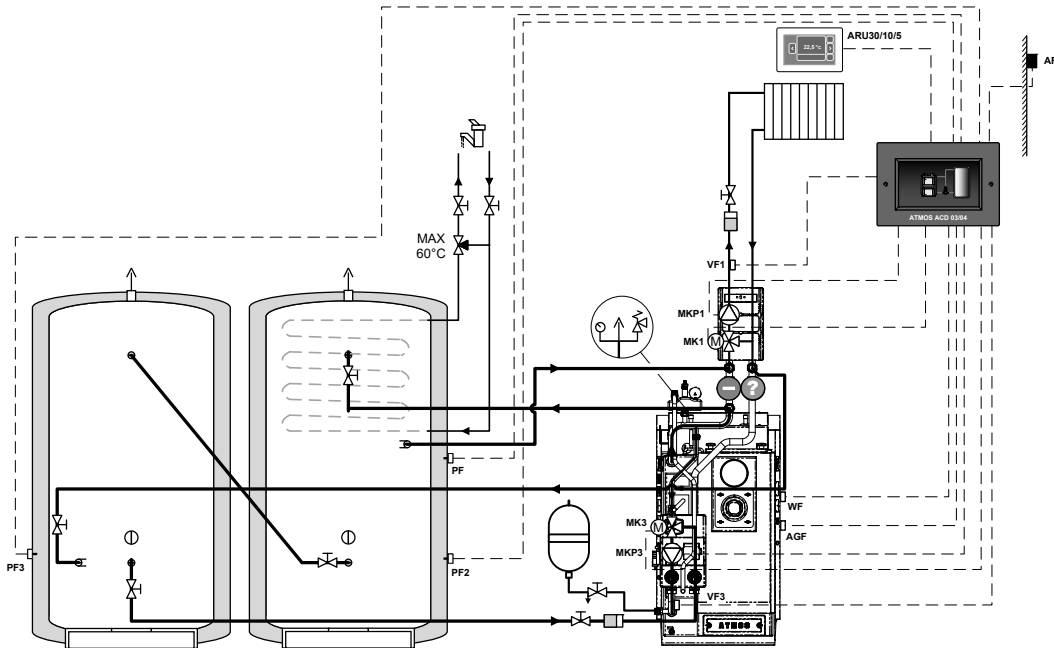 ARU30/10/5
22,5 °c
AF
ATMOS ACD 03/04
MAX
60°C
VF1
MKP1
MK1
M
–
?
PF
WF
MK3
M
AGF
PF3
PF2
MKP3
VF3
ATMOS